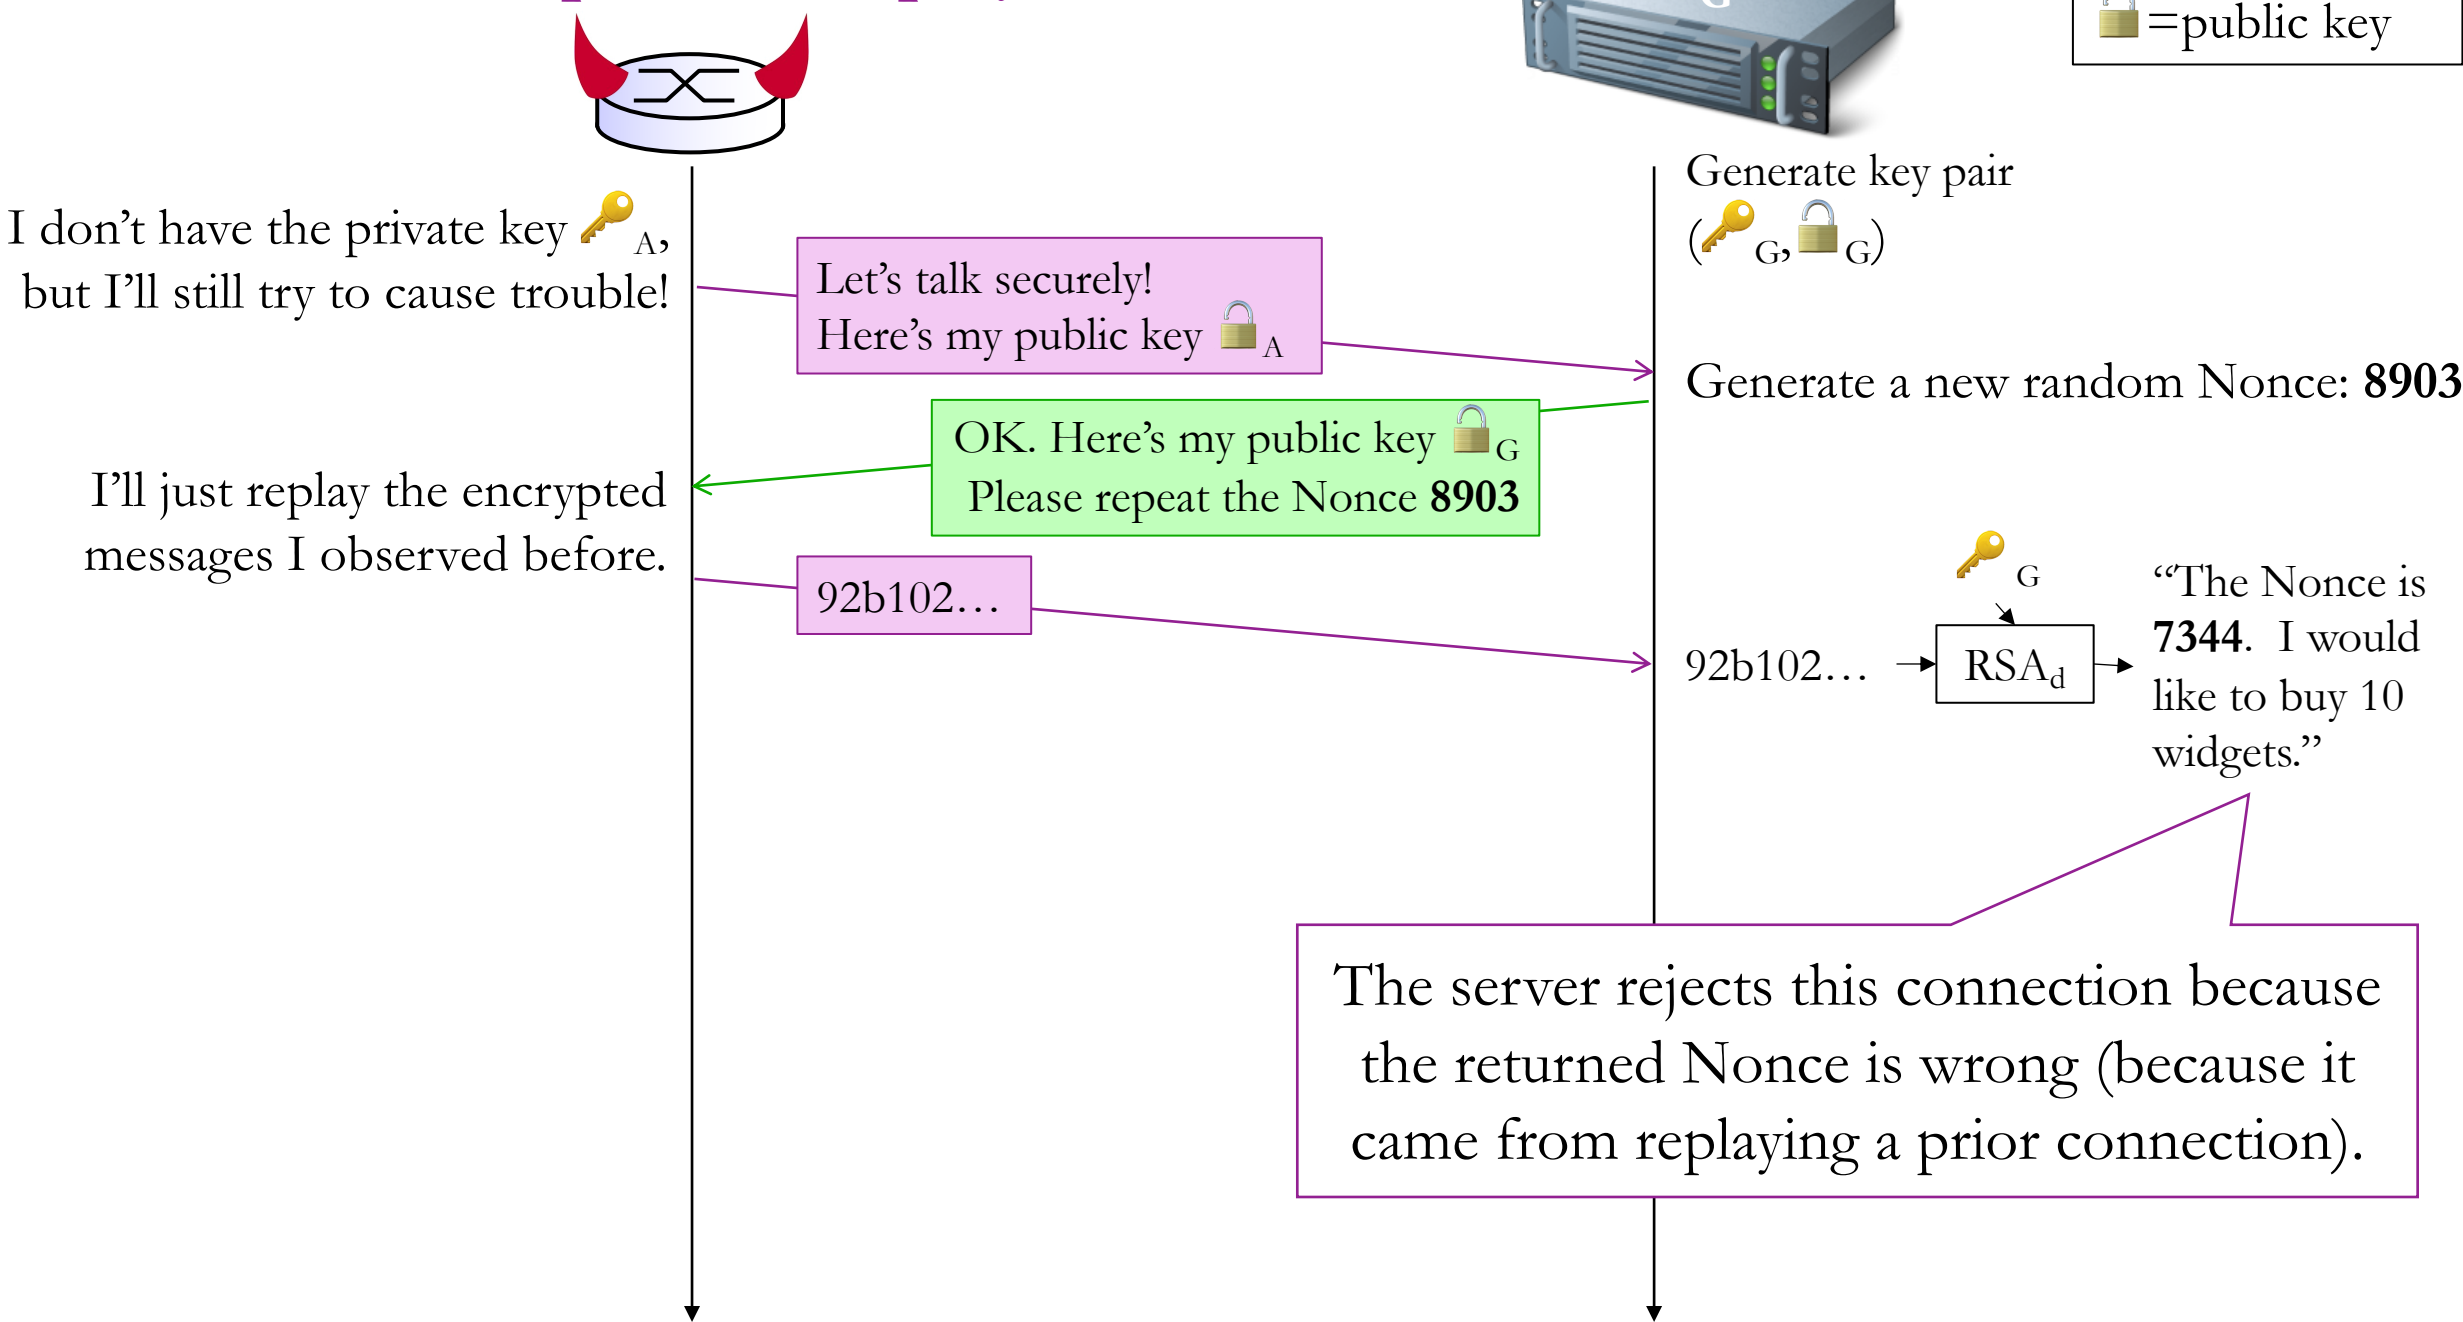 G
=public key
Generate key pair
(G, G)
I don’t have the private key A,
but I’ll still try to cause trouble!
Let’s talk securely!
Here’s my public key A
Generate a new random Nonce: 8903
OK. Here’s my public key G
Please repeat the Nonce 8903
I’ll just replay the encrypted
messages I observed before.
92b102…
92b102…
G
RSAd
“The Nonce is
7344. I would
like to buy 10
widgets.”
The server rejects this connection because
the returned Nonce is wrong (because it
came from replaying a prior connection).